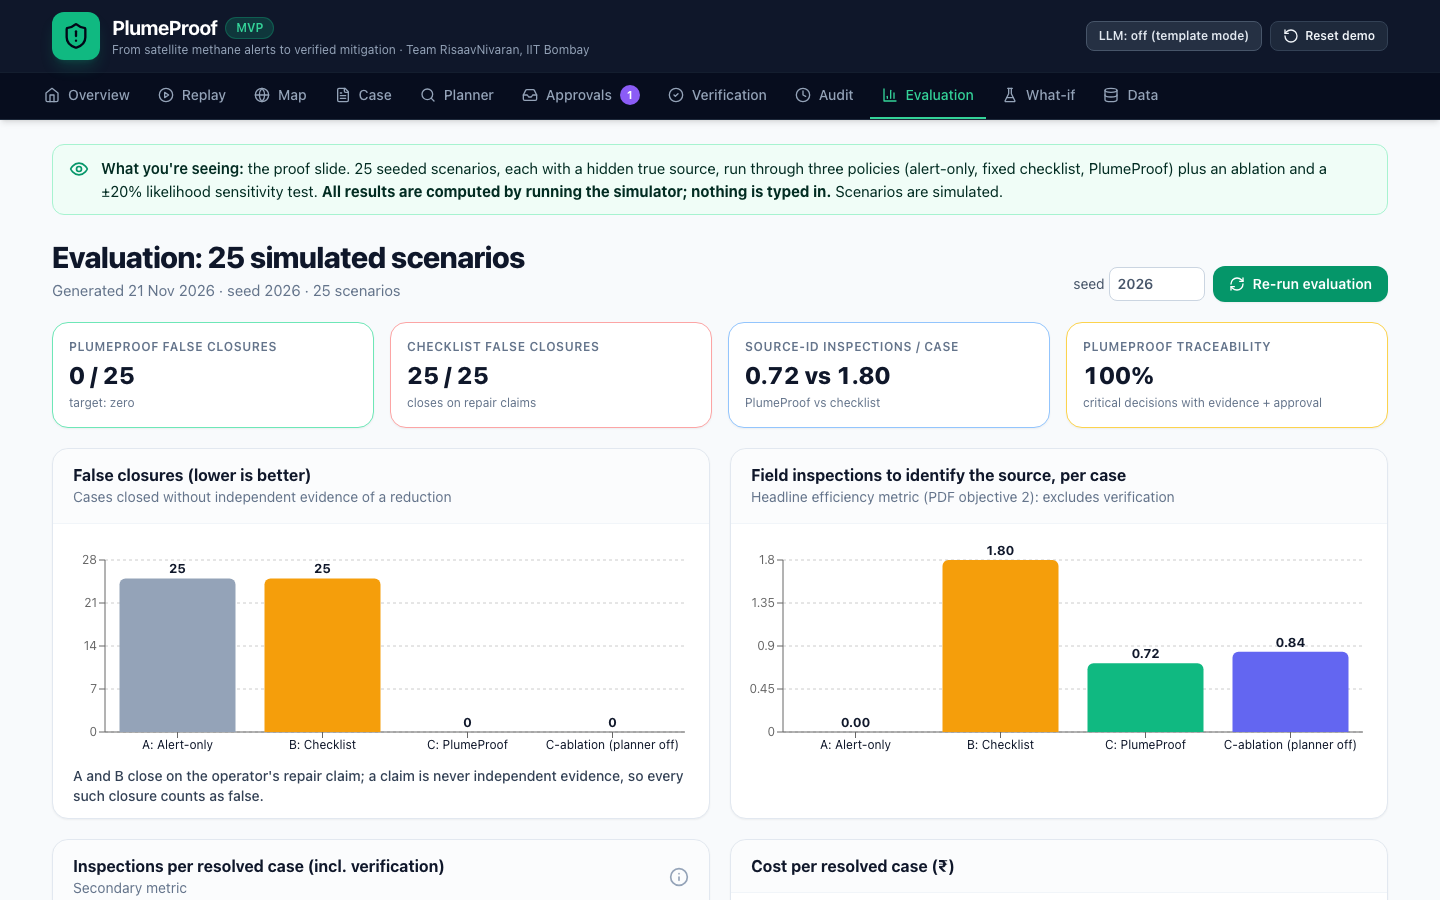 PlumeProof MVP
From satellite methane alerts to verified mitigation · Team RisaavNivaran, IIT Bombay
LLM: off (template mode)
Reset demo
Overview Replay Map Case Planner Approvals 1 Verification Audit Evaluation What-if Data
What you're seeing: the proof slide. 25 seeded scenarios, each with a hidden true source, run through three policies (alert-only, fixed checklist, PlumeProof) plus an ablation and a
±20% likelihood sensitivity test. All results are computed by running the simulator; nothing is typed in. Scenarios are simulated.
Evaluation: 25 simulated scenarios
Generated 21 Nov 2026 · seed 2026 · 25 scenarios
seed 2026 Re-run evaluation
PLUMEPROOF FALSE CLOSURES
0 / 25
target: zero
CHECKLIST FALSE CLOSURES
25 / 25
closes on repair claims
SOURCE-ID INSPECTIONS / CASE
0.72 vs 1.80
PlumeProof vs checklist
PLUMEPROOF TRACEABILITY
100%
critical decisions with evidence + approval
False closures (lower is better)
Cases closed without independent evidence of a reduction
28
21
14
7
0
25
25
0
0
A: Alert-only B: Checklist C: PlumeProof C-ablation (planner off)
A and B close on the operator's repair claim; a claim is never independent evidence, so every
such closure counts as false.
Field inspections to identify the source, per case
Headline efficiency metric (PDF objective 2): excludes verification
1.8
1.35
0.9
0.45
0
0.00
1.80
0.72
0.84
A: Alert-only B: Checklist C: PlumeProof C-ablation (planner off)
Inspections per resolved case (incl. verification)
Secondary metric
Cost per resolved case (₹)